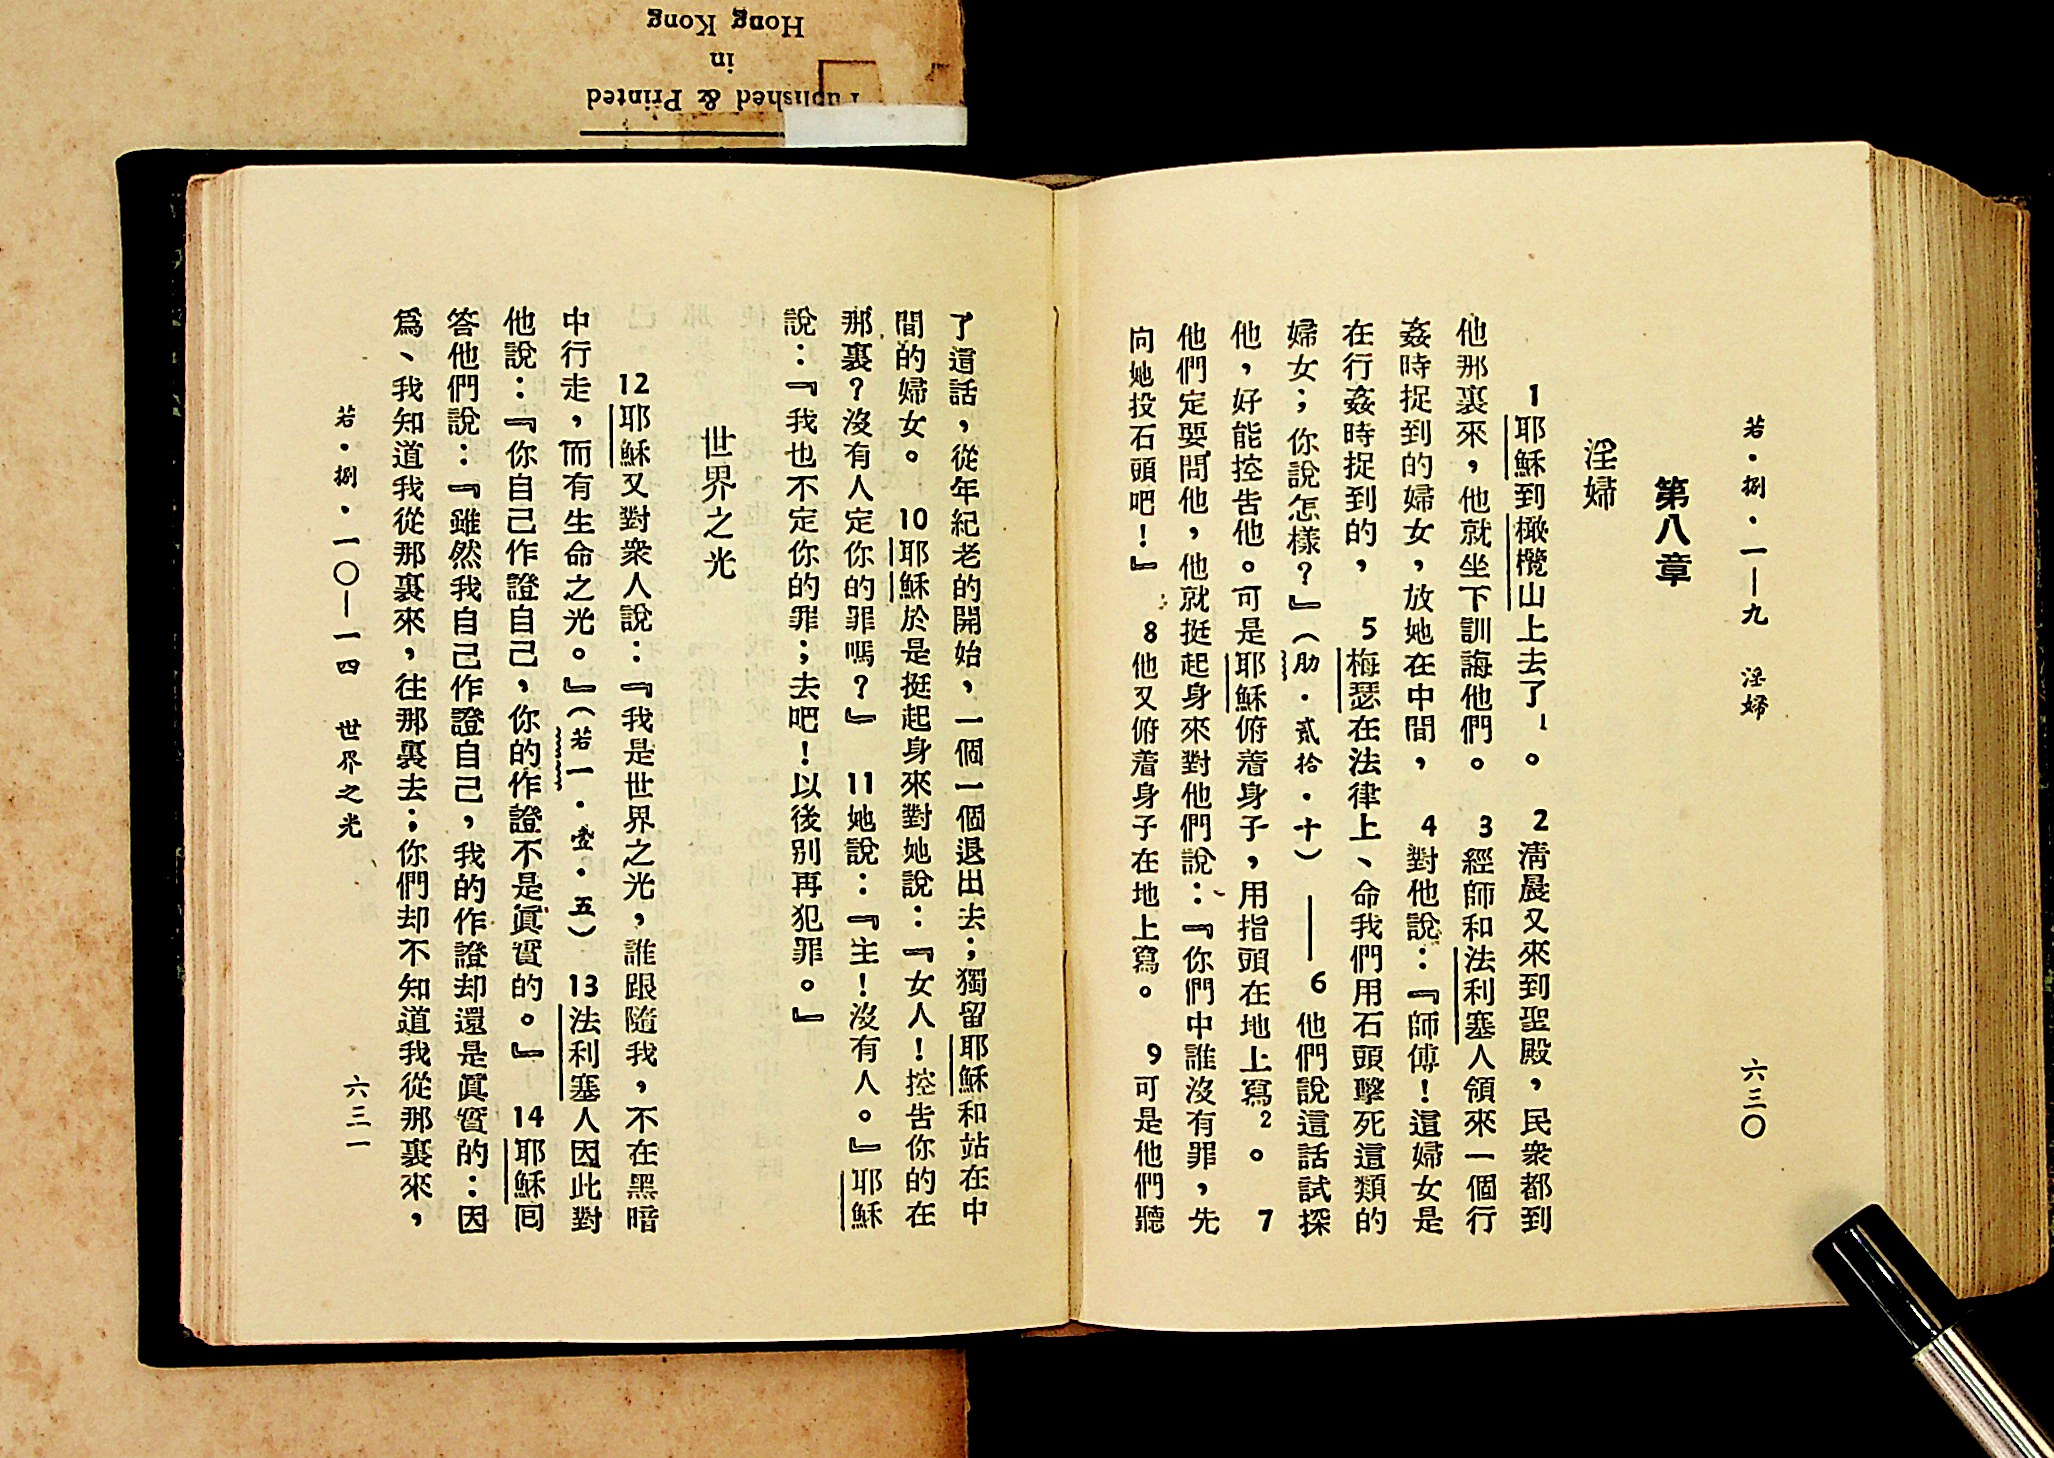 若．捌．一—九　淫婦　六三〇
第八章
淫婦
1耶穌到橄欖山上去了¹。　2清晨又來到聖殿，民衆都到
他那裏來，他就坐下訓誨他們。　3經師和法利塞人領來一個行
姦時捉到的婦女，放她在中間，　4對他說：『師傅！這婦女是
在行姦時捉到的，　5梅瑟在法律上、命我們用石頭擊死這類的
婦女；你說怎樣？』（肋．貳拾．十）——6他們說這話試探
他，好能控告他。可是耶穌俯着身子，用指頭在地上寫²。　7
他們定要問他，他就挺起身來對他們說：『你們中誰沒有罪，先
向她投石頭吧！』　8他又俯着身子在地上寫。　9可是他們聽
了這話，從年紀老的開始，一個一個退出去；獨留耶穌和站在中
間的婦女。　10耶穌於是挺起身來對她說：『女人！控告你的在
那裏？沒有人定你的罪嗎？』　11她說：『主！沒有人。』耶穌
說：『我也不定你的罪；去吧！以後别再犯罪。』
世界之光
12耶穌又對衆人說：『我是世界之光，誰跟隨我，不在黑暗
中行走，而有生命之光。』（若一．壹．五）　13法利塞人因此對
他說：『你自己作證自己，你的作證不是眞實的。』　14耶穌囘
答他們說：『雖然我自己作證自己，我的作證却還是眞實的：因
爲、我知道我從那裏來，往那裏去；你們却不知道我從那裏來，
若．捌．一〇—一四　世界之光　六三一
Published & Printed
in
Hong Kong